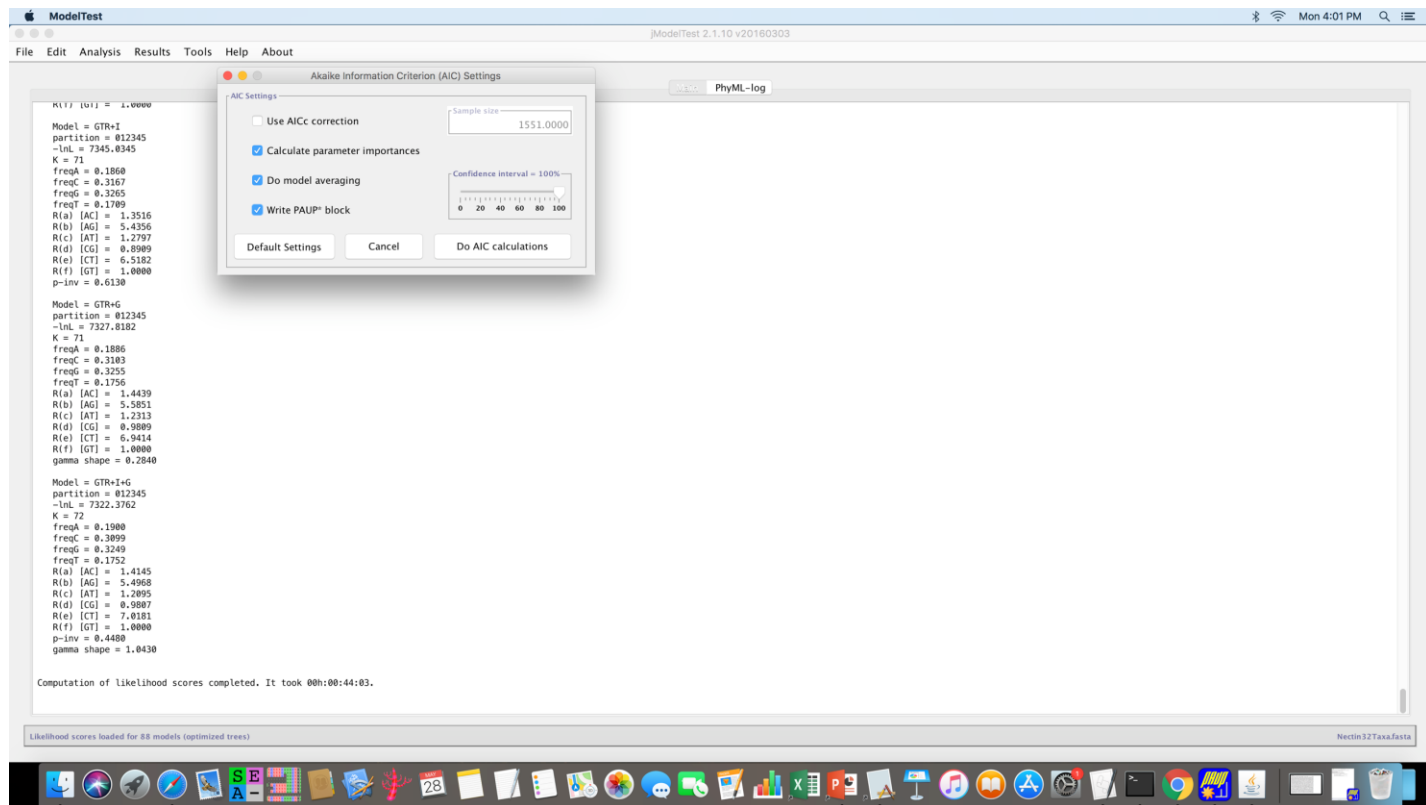 ModelTest
Mon 4:01 PM
jModelTest 2.1.10 v20160303
File Edit Analysis Results Tools Help About
Akaike Information Criterion (AIC) Settings
PhyML-log
AIC Settings
Use AICc correction
Sample size
1551.0000
Calculate parameter importances
Do model averaging
Confidence interval = 100%
Write PAUP* block
0 20 40 60 80 100
Default Settings
Cancel
Do AIC calculations
R(f) [GT] = 1.0000
Model = GTR+I
partition = 012345
-lnL = 7345.0345
K = 71
freqA = 0.1860
freqC = 0.3167
freqG = 0.3265
freqT = 0.1709
R(a) [AC] = 1.3516
R(b) [AG] = 5.4356
R(c) [AT] = 1.2797
R(d) [CG] = 0.8909
R(e) [CT] = 6.5182
R(f) [GT] = 1.0000
p-inv = 0.6130
Model = GTR+G
partition = 012345
-lnL = 7327.8182
K = 71
freqA = 0.1886
freqC = 0.3103
freqG = 0.3255
freqT = 0.1756
R(a) [AC] = 1.4439
R(b) [AG] = 5.5851
R(c) [AT] = 1.2313
R(d) [CG] = 0.9809
R(e) [CT] = 6.9414
R(f) [GT] = 1.0000
gamma shape = 0.2840
Model = GTR+I+G
partition = 012345
-lnL = 7322.3762
K = 72
freqA = 0.1900
freqC = 0.3099
freqG = 0.3249
freqT = 0.1752
R(a) [AC] = 1.4145
R(b) [AG] = 5.4968
R(c) [AT] = 1.2095
R(d) [CG] = 0.9807
R(e) [CT] = 7.0181
R(f) [GT] = 1.0000
p-inv = 0.4480
gamma shape = 1.0430
Computation of likelihood scores completed. It took 00h:00:44:03.
Likelihood scores loaded for 88 models (optimized trees)
Nectin32Taxa.fasta
S E
A -
28